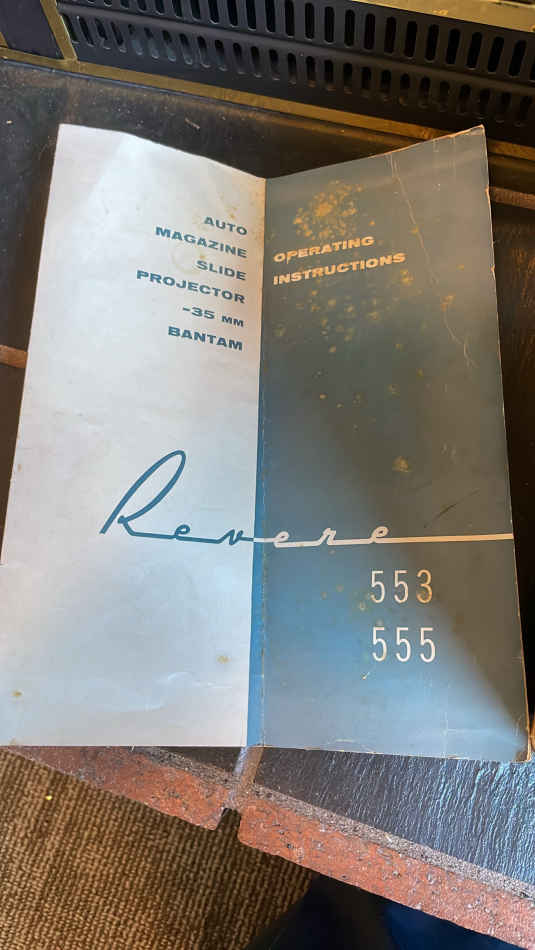 AUTO
MAGAZINE
SLIDE
PROJECTOR
-35 MM
BANTAM
OPERATING
INSTRUCTIONS
Revere
553
555